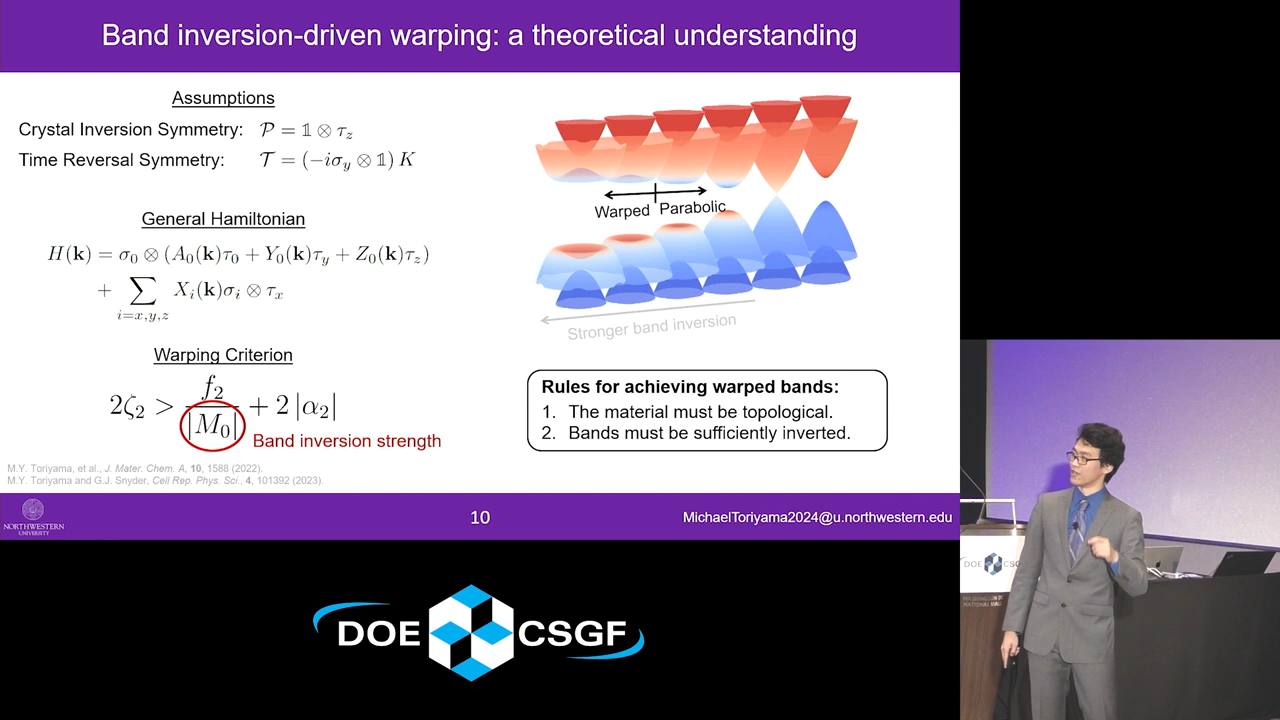 Band inversion-driven warping: a theoretical understanding
Assumptions
Crystal Inversion Symmetry: 𝒫 = 𝟙 ⊗ τ_z
Time Reversal Symmetry: 𝒯 = (−iσ_y ⊗ 𝟙) K
General Hamiltonian
H(𝐤) = σ_0 ⊗ (A_0(𝐤)τ_0 + Y_0(𝐤)τ_y + Z_0(𝐤)τ_z)
+ ∑_{i=x,y,z} X_i(𝐤)σ_i ⊗ τ_x
Warping Criterion
2ζ_2 > f_2/|M_0| + 2|α_2|
Band inversion strength
M.Y. Toriyama, et al., J. Mater. Chem. A, 10, 1588 (2022).
M.Y. Toriyama and G.J. Snyder, Cell Rep. Phys. Sci., 4, 101392 (2023).
Warped Parabolic
Stronger band inversion
Rules for achieving warped bands:
1. The material must be topological.
2. Bands must be sufficiently inverted.
NORTHWESTERN
UNIVERSITY
10
MichaelToriyama2024@u.northwestern.edu
DOE CSGF
DOE CSG